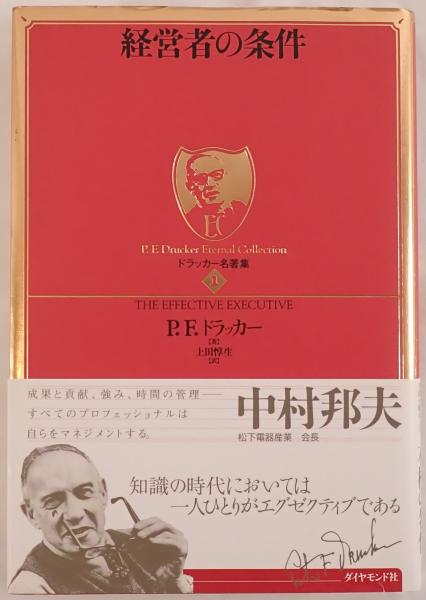 経営者の条件
EC
P. F. Drucker Eternal Collection
ドラッカー名著集
1
THE EFFECTIVE EXECUTIVE
P.F.ドラッカー
[著]
上田惇生
[訳]
成果と貢献、強み、時間の管理――
すべてのプロフェッショナルは
自らをマネジメントする。
中村邦夫
松下電器産業 会長
知識の時代においては
一人ひとりがエグゼクティブである
Peter F. Drucker
ダイヤモンド社